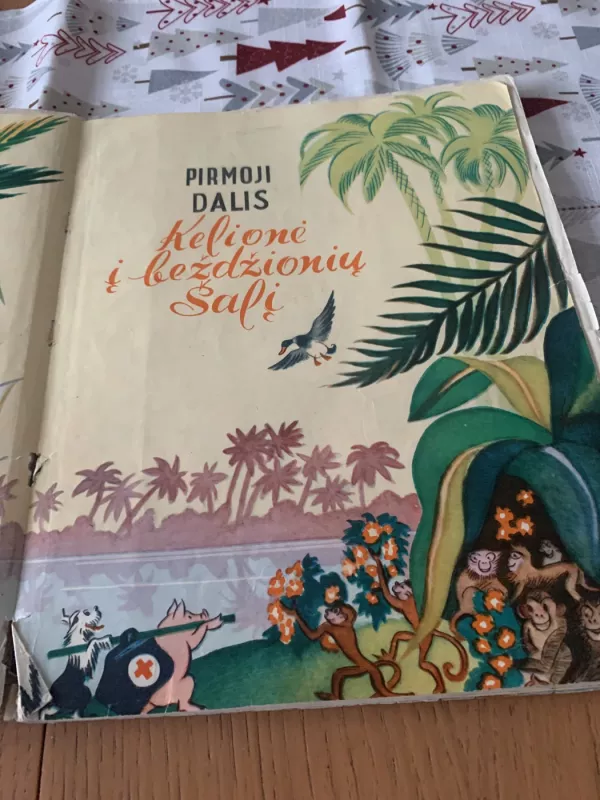 PIRMOJI
DALIS
Kelionė
į beždžionių
Šalį